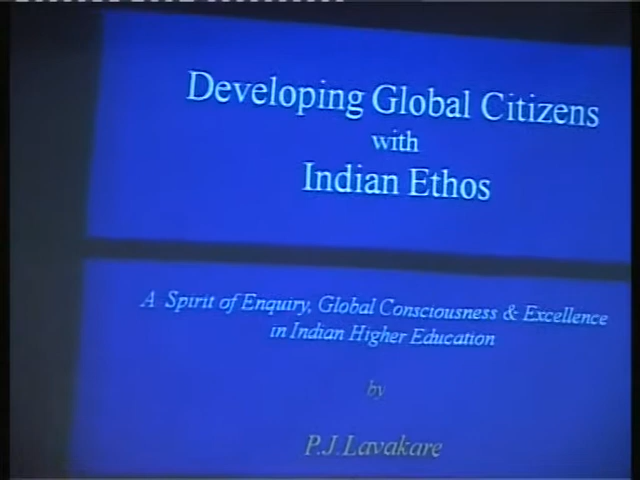 Developing Global Citizens
with
Indian Ethos
A Spirit of Enquiry, Global Consciousness & Excellence
in Indian Higher Education
by
P.J.Lavakare